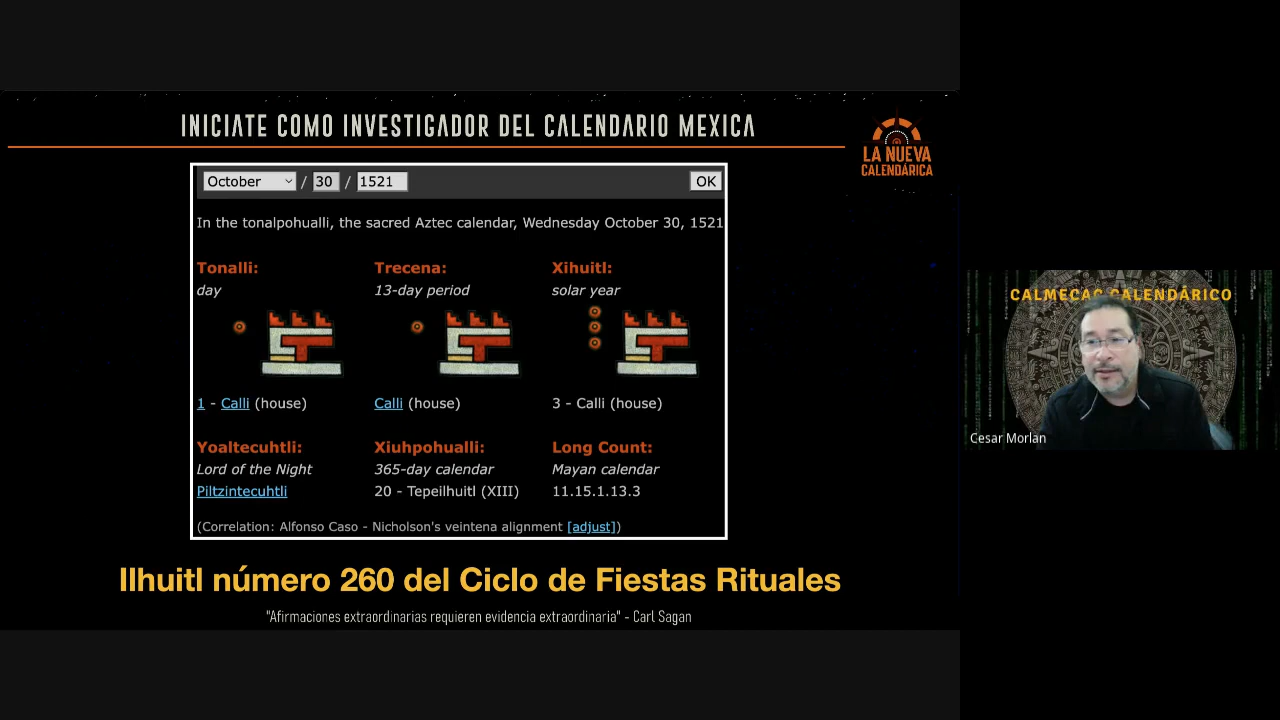 INICIATE COMO INVESTIGADOR DEL CALENDARIO MEXICA
LA NUEVA
CALENDÁRICA
October / 30 / 1521 OK
In the tonalpohualli, the sacred Aztec calendar, Wednesday October 30, 1521
Tonalli: Trecena: Xihuitl:
day 13-day period solar year
1 - Calli (house) Calli (house) 3 - Calli (house)
Yoaltecuhtli: Xiuhpohualli: Long Count:
Lord of the Night 365-day calendar Mayan calendar
Piltzintecuhtli 20 - Tepeilhuitl (XIII) 11.15.1.13.3
(Correlation: Alfonso Caso - Nicholson's veintena alignment [adjust])
Ilhuitl número 260 del Ciclo de Fiestas Rituales
"Afirmaciones extraordinarias requieren evidencia extraordinaria" - Carl Sagan
CALMECAC CALENDÁRICO
Cesar Morlan